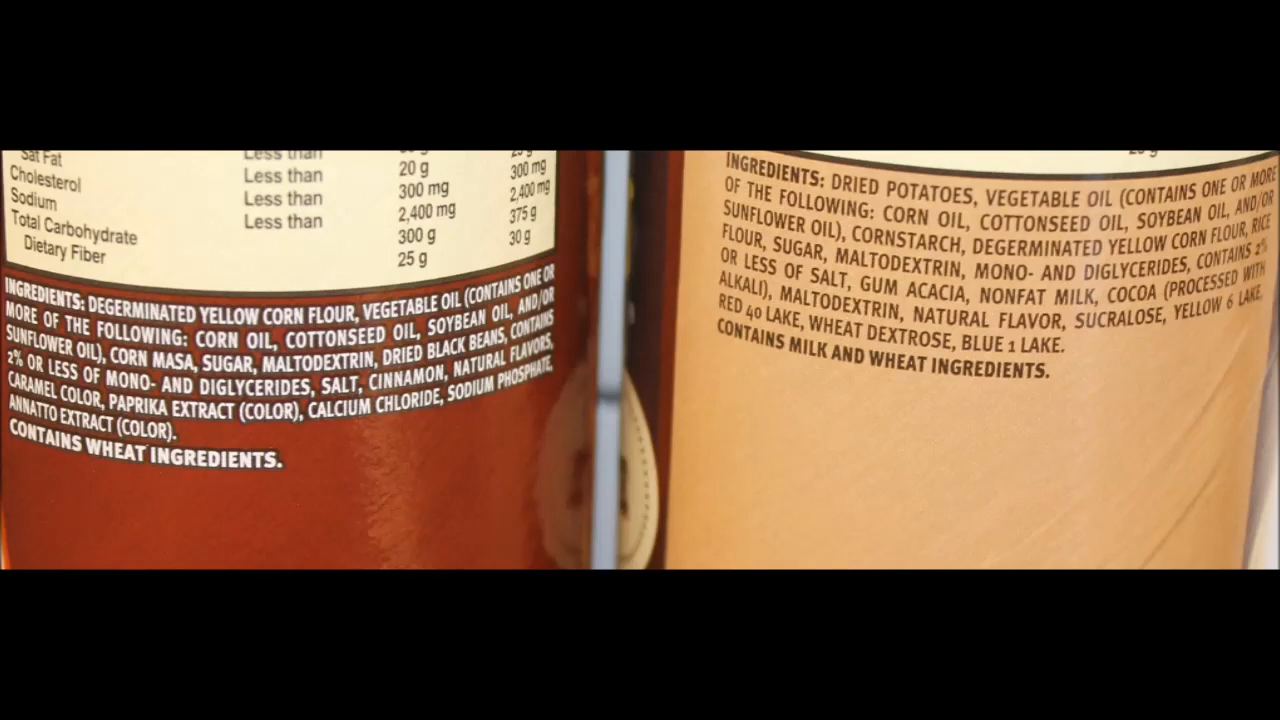 Sat Fat Less than 25 g
Cholesterol Less than 20 g 300 mg
Sodium Less than 300 mg 2,400 mg
Total Carbohydrate Less than 2,400 mg 375 g
Dietary Fiber 300 g 30 g
25 g
INGREDIENTS: DEGERMINATED YELLOW CORN FLOUR, VEGETABLE OIL (CONTAINS ONE OR
MORE OF THE FOLLOWING: CORN OIL, COTTONSEED OIL, SOYBEAN OIL, AND/OR
SUNFLOWER OIL), CORN MASA, SUGAR, MALTODEXTRIN, DRIED BLACK BEANS, CONTAINS
2% OR LESS OF MONO- AND DIGLYCERIDES, SALT, CINNAMON, NATURAL FLAVORS,
CARAMEL COLOR, PAPRIKA EXTRACT (COLOR), CALCIUM CHLORIDE, SODIUM PHOSPHATE,
ANNATTO EXTRACT (COLOR).
CONTAINS WHEAT INGREDIENTS.
INGREDIENTS: DRIED POTATOES, VEGETABLE OIL (CONTAINS ONE OR MORE
OF THE FOLLOWING: CORN OIL, COTTONSEED OIL, SOYBEAN OIL, AND/OR
SUNFLOWER OIL), CORNSTARCH, DEGERMINATED YELLOW CORN FLOUR, RICE
FLOUR, SUGAR, MALTODEXTRIN, MONO- AND DIGLYCERIDES, CONTAINS 2%
OR LESS OF SALT, GUM ACACIA, NONFAT MILK, COCOA (PROCESSED WITH
ALKALI), MALTODEXTRIN, NATURAL FLAVOR, SUCRALOSE, YELLOW 6 LAKE,
RED 40 LAKE, WHEAT DEXTROSE, BLUE 1 LAKE.
CONTAINS MILK AND WHEAT INGREDIENTS.